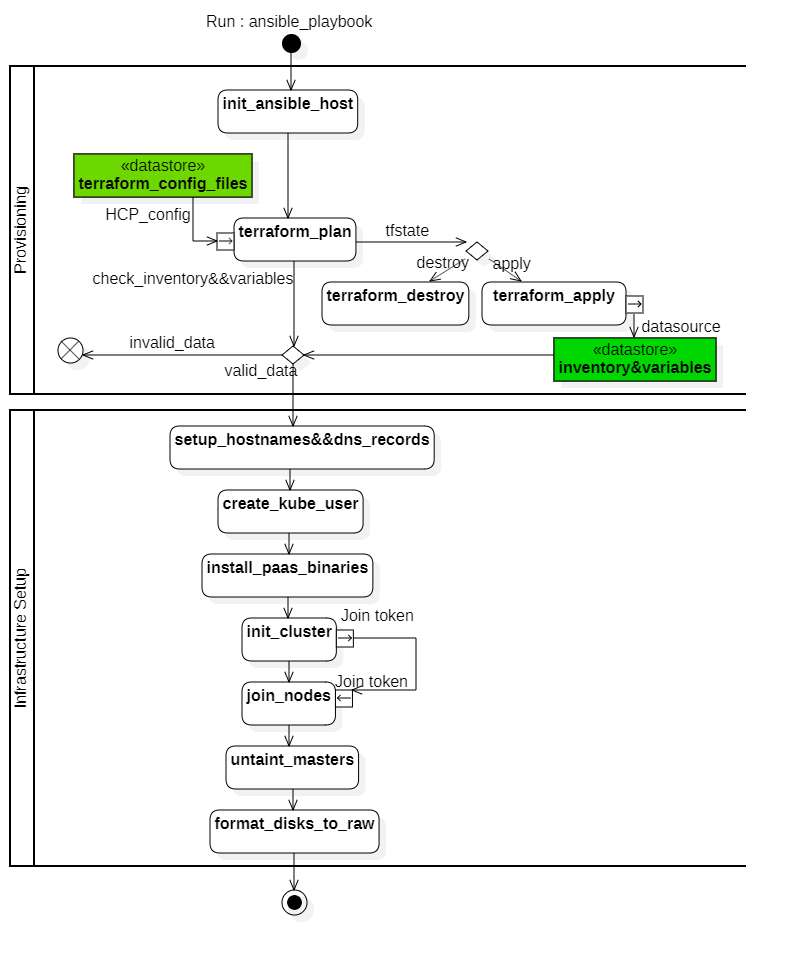 Run : ansible_playbook
Provisioning
init_ansible_host
«datastore»
terraform_config_files
HCP_config
terraform_plan
tfstate
destroy
apply
check_inventory&&variables
terraform_destroy
terraform_apply
datasource
invalid_data
«datastore»
inventory&variables
valid_data
Infrastructure Setup
setup_hostnames&&dns_records
create_kube_user
install_paas_binaries
Join token
init_cluster
Join token
join_nodes
untaint_masters
format_disks_to_raw